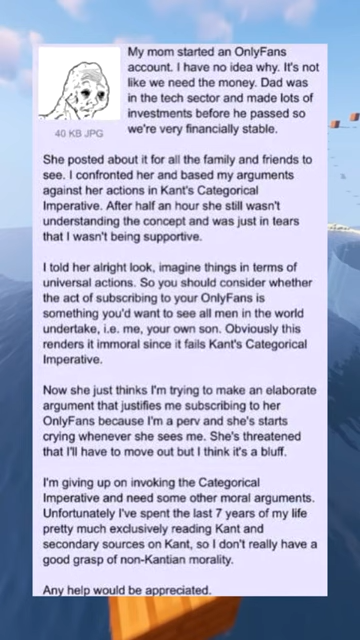 My mom started an OnlyFans
account. I have no idea why. It's not
like we need the money. Dad was
in the tech sector and made lots of
investments before he passed so
we're very financially stable.
40 KB JPG
She posted about it for all the family and friends to
see. I confronted her and based my arguments
against her actions in Kant's Categorical
Imperative. After half an hour she still wasn't
understanding the concept and was just in tears
that I wasn't being supportive.
I told her alright look, imagine things in terms of
universal actions. So you should consider whether
the act of subscribing to your OnlyFans is
something you'd want to see all men in the world
undertake, i.e. me, your own son. Obviously this
renders it immoral since it fails Kant's Categorical
Imperative.
Now she just thinks I'm trying to make an elaborate
argument that justifies me subscribing to her
OnlyFans because I'm a perv and she's starts
crying whenever she sees me. She's threatened
that I'll have to move out but I think it's a bluff.
I'm giving up on invoking the Categorical
Imperative and need some other moral arguments.
Unfortunately I've spent the last 7 years of my life
pretty much exclusively reading Kant and
secondary sources on Kant, so I don't really have a
good grasp of non-Kantian morality.
Any help would be appreciated.